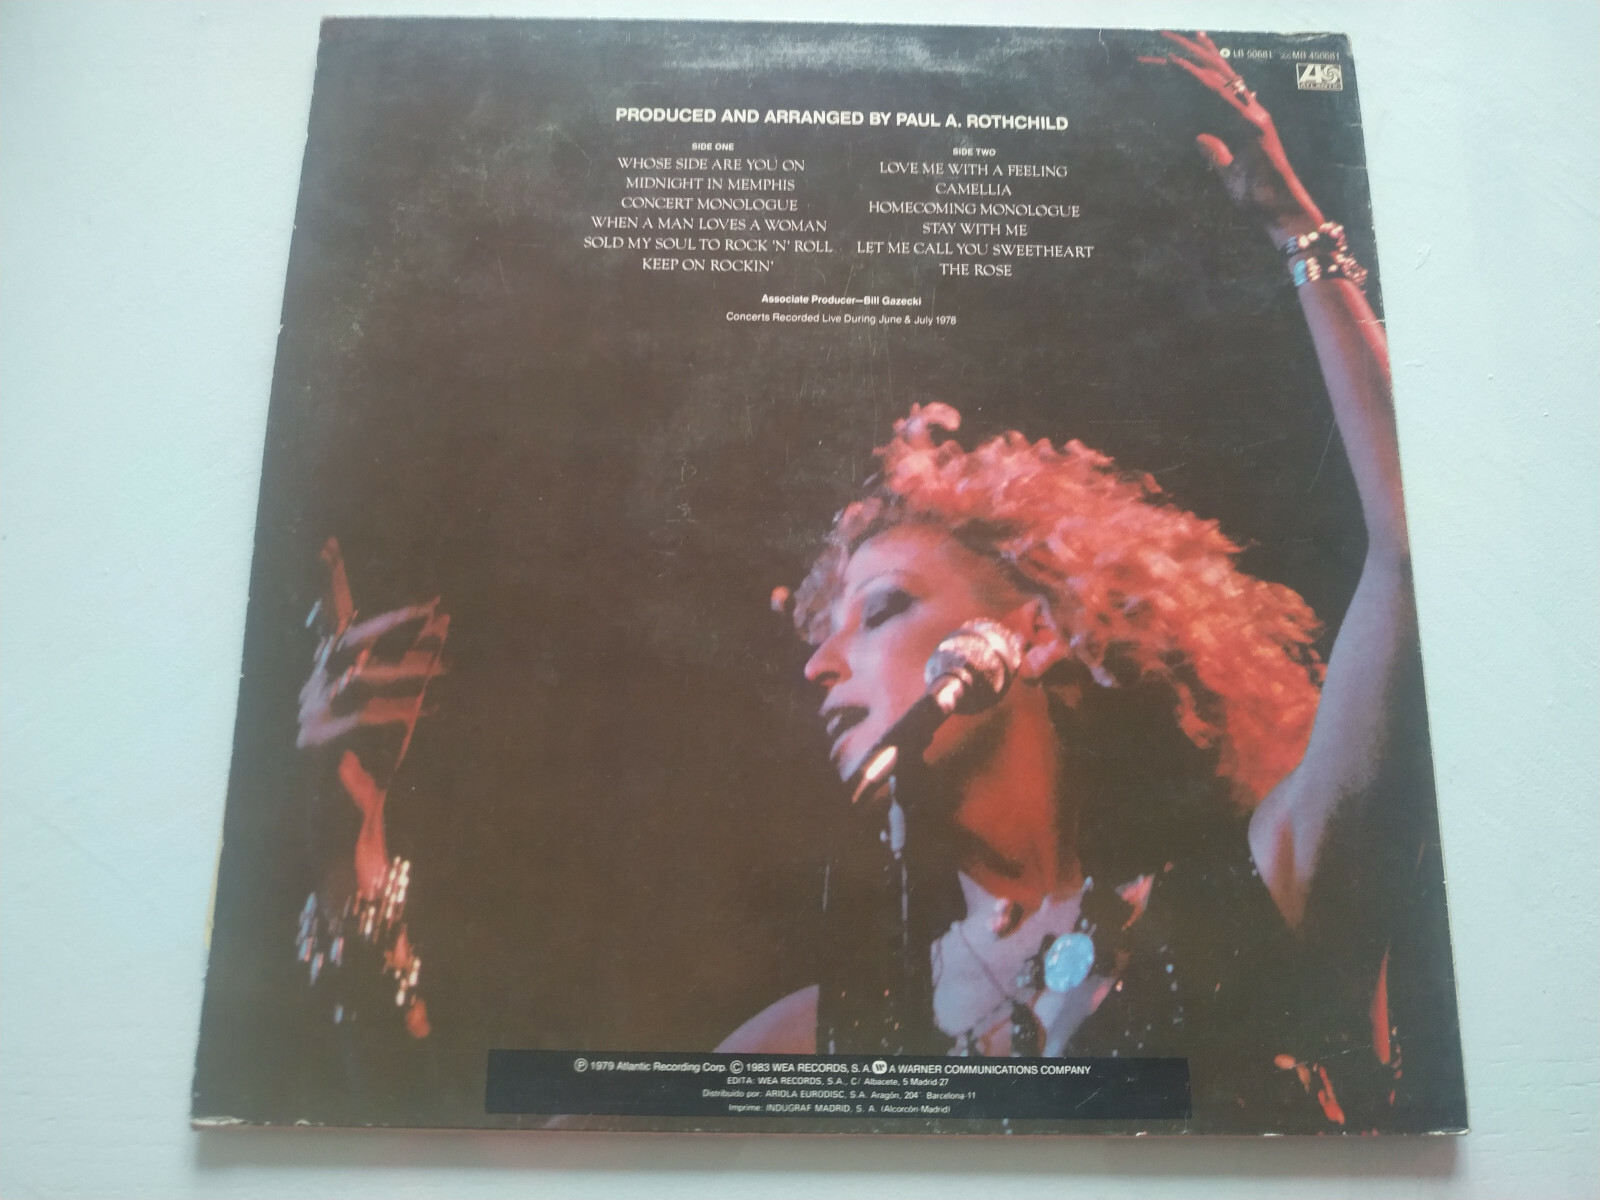 LB 50681 MB 450681
ATLANTIC
PRODUCED AND ARRANGED BY PAUL A. ROTHCHILD
SIDE ONE
WHOSE SIDE ARE YOU ON
MIDNIGHT IN MEMPHIS
CONCERT MONOLOGUE
WHEN A MAN LOVES A WOMAN
SOLD MY SOUL TO ROCK 'N' ROLL
KEEP ON ROCKIN'
SIDE TWO
LOVE ME WITH A FEELING
CAMELLIA
HOMECOMING MONOLOGUE
STAY WITH ME
LET ME CALL YOU SWEETHEART
THE ROSE
Associate Producer—Bill Gazecki
Concerts Recorded Live During June & July 1978
Ⓟ 1979 Atlantic Recording Corp. © 1983 WEA RECORDS, S. A. A WARNER COMMUNICATIONS COMPANY
EDITA: WEA RECORDS, S.A., C/ Albacete, 5 Madrid-27
Distribuido por: ARIOLA EURODISC, S.A. Aragón, 204 Barcelona-11
Imprime: INDUGRAF MADRID, S. A. (Alcorcón-Madrid)